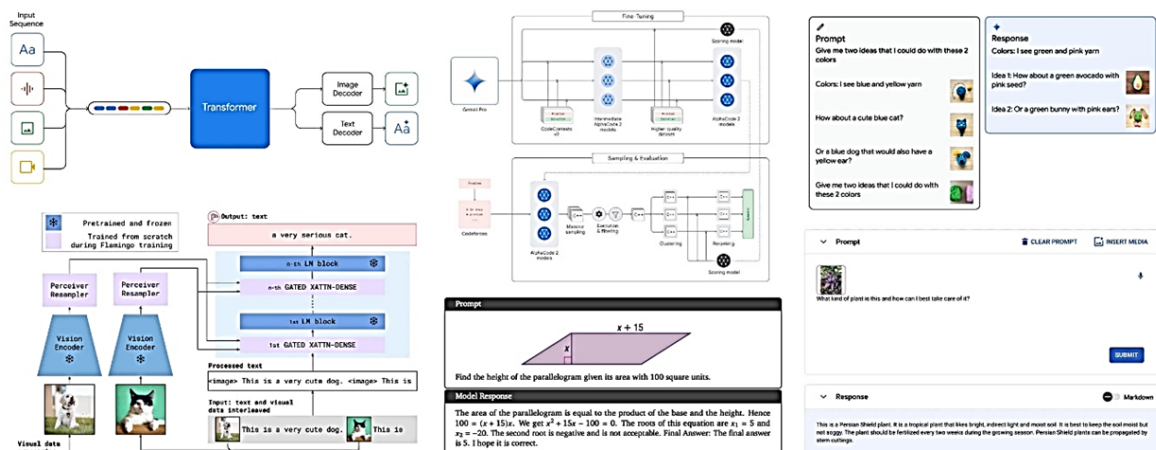 Input
Sequence
Aa
Transformer
Image
Decoder
Text
Decoder
Aa
Pretrained and frozen
Trained from scratch
during Flamingo training
Output: text
a very serious cat.
n-th LM block
n-th GATED XATTN-DENSE
1st LM block
1st GATED XATTN-DENSE
Perceiver
Resampler
Perceiver
Resampler
Vision
Encoder
Vision
Encoder
Processed text
<image> This is a very cute dog. <image> This is
Input: text and visual
data interleaved
This is a very cute dog.
This is
Visual data
Fine-Tuning
Scoring model
Gemini Pro
CodeContests
v2
Intermediate
AlphaCode 2
models
Higher quality
dataset
AlphaCode 2
models
Sampling & Evaluation
Codeforces
AlphaCode 2
models
Massive
sampling
Execution
& filtering
Clustering
Reranking
Scoring model
Prompt
x + 15
x
Find the height of the parallelogram given its area with 100 square units.
Model Response
The area of the parallelogram is equal to the product of the base and the height. Hence
100 = (x + 15)x. We get x² + 15x − 100 = 0. The roots of this equation are x₁ = 5 and
x₂ = −20. The second root is negative and is not acceptable. Final Answer: The final answer
is 5. I hope it is correct.
Prompt
Give me two ideas that I could do with these 2
colors
Colors: I see blue and yellow yarn
How about a cute blue cat?
Or a blue dog that would also have a
yellow ear?
Give me two ideas that I could do with
these 2 colors
Response
Colors: I see green and pink yarn
Idea 1: How about a green avocado with
pink seed?
Idea 2: Or a green bunny with pink ears?
Prompt
CLEAR PROMPT
INSERT MEDIA
What kind of plant is this and how can I best take care of it?
SUBMIT
Response
Markdown
This is a Persian Shield plant. It is a tropical plant that likes bright, indirect light and moist soil. It is best to keep the soil moist but
not soggy. The plant should be fertilized every two weeks during the growing season. Persian Shield plants can be propagated by
stem cuttings.